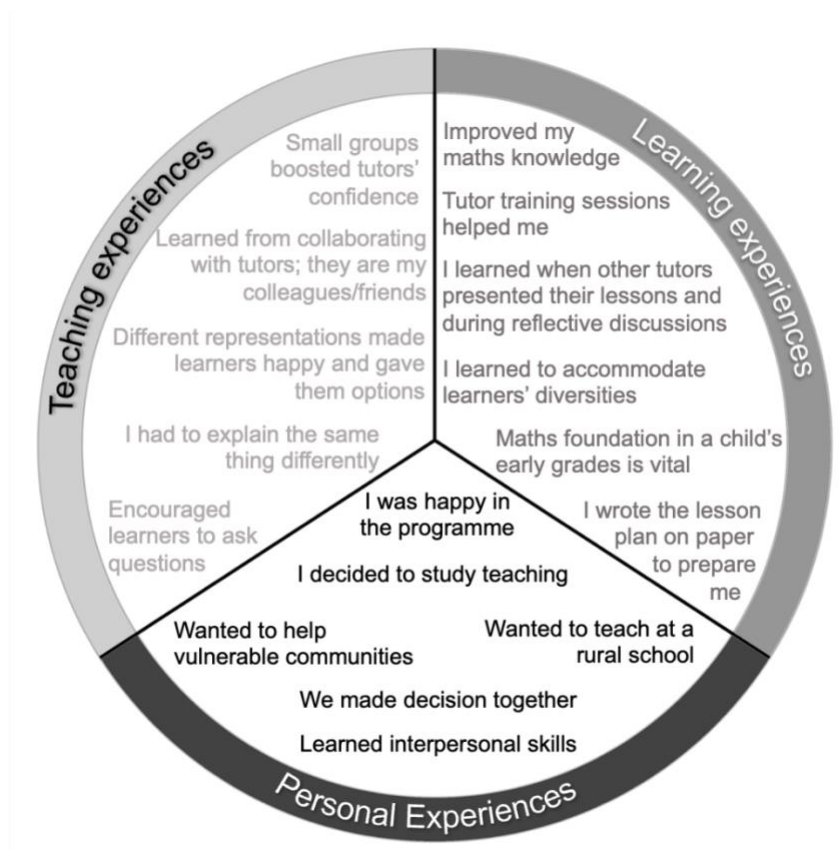 Teaching experiences
Small groups
boosted tutors'
confidence
Learned from collaborating
with tutors; they are my
colleagues/friends
Different representations made
learners happy and gave
them options
I had to explain the same
thing differently
Encouraged
learners to ask
questions
Learning experiences
Improved my
maths knowledge
Tutor training sessions
helped me
I learned when other tutors
presented their lessons and
during reflective discussions
I learned to accommodate
learners' diversities
Maths foundation in a child's
early grades is vital
I wrote the lesson
plan on paper
to prepare
me
I was happy in
the programme
I decided to study teaching
Wanted to help
vulnerable communities
Wanted to teach at a
rural school
We made decision together
Learned interpersonal skills
Personal Experiences